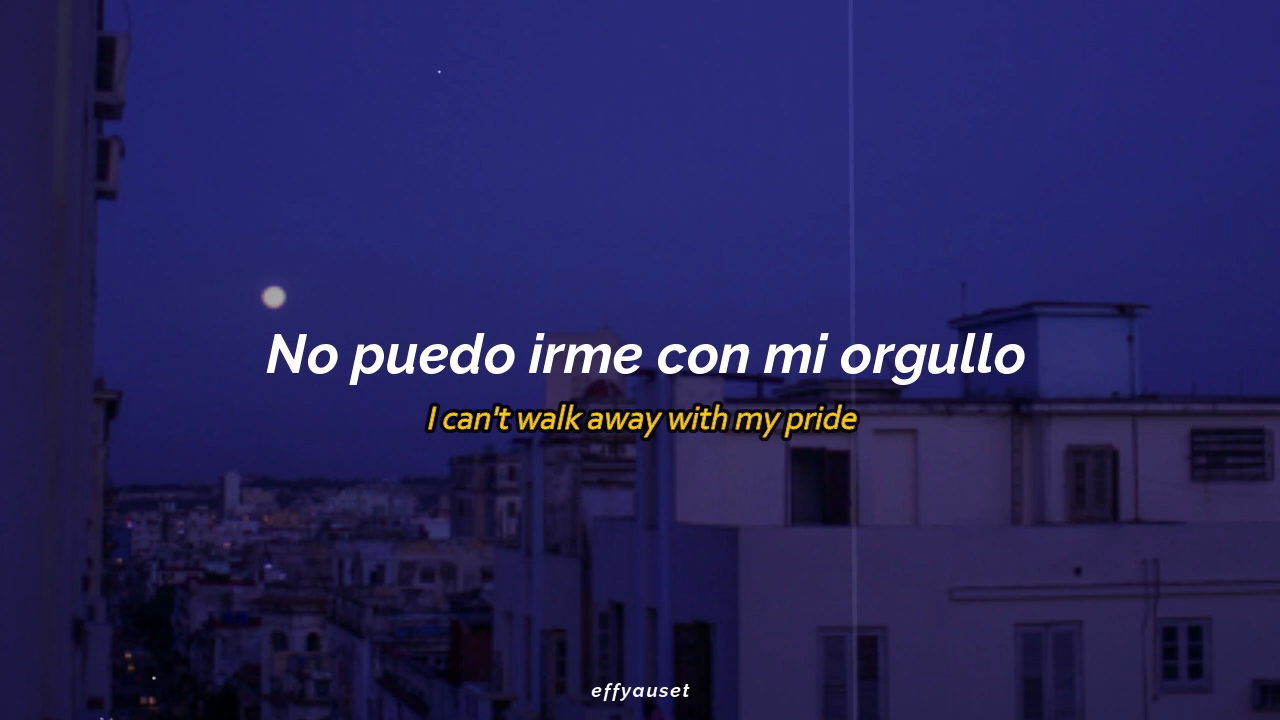 No puedo irme con mi orgullo
I can't walk away with my pride
effyauset